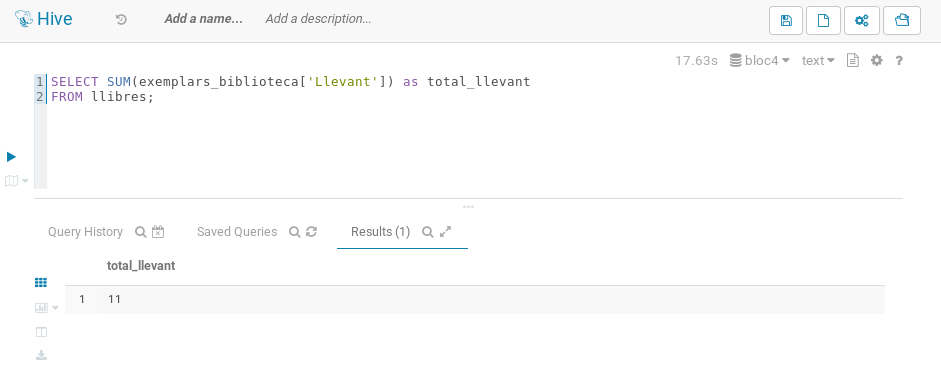 Hive Add a name... Add a description...
17.63s bloc4 text ?
1 SELECT SUM(exemplars_biblioteca['Llevant']) as total_llevant
2 FROM llibres;
Query History Saved Queries Results (1)
total_llevant
1 11